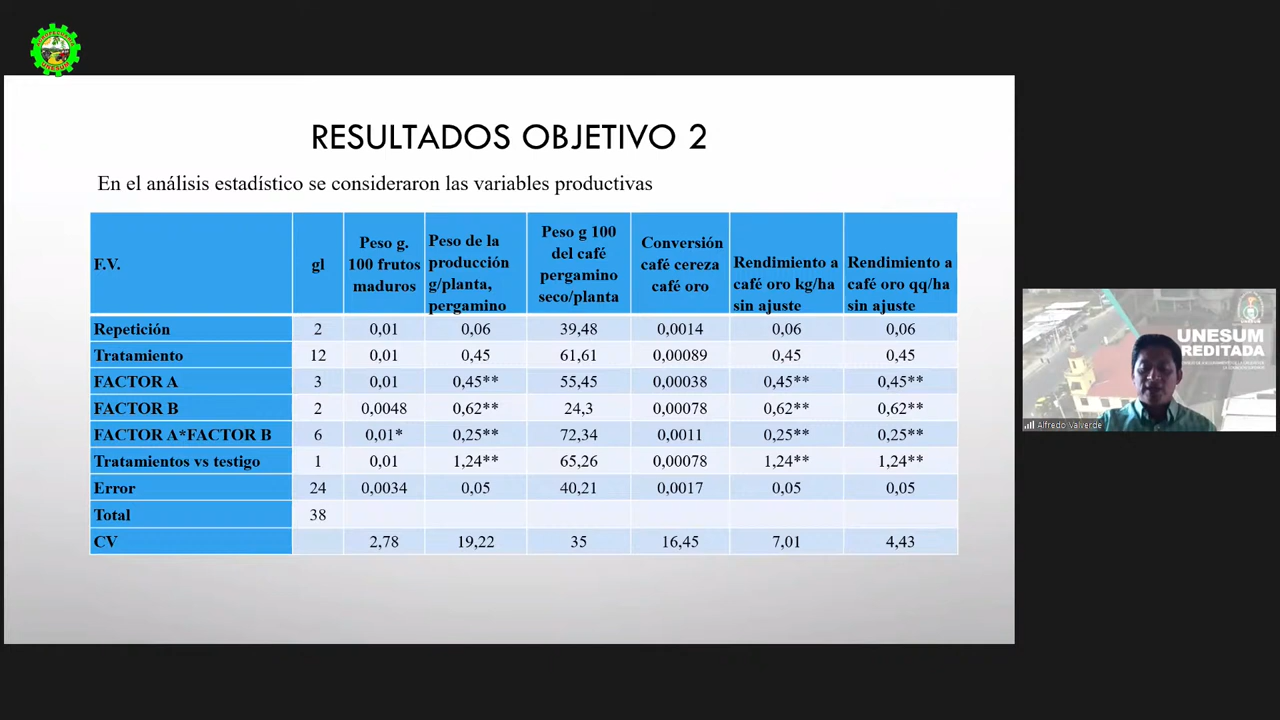 UNESUM
RESULTADOS OBJETIVO 2
En el análisis estadístico se consideraron las variables productivas
F.V. gl Peso g. 100 frutos maduros Peso de la producción g/planta, pergamino Peso g 100 del café pergamino seco/planta Conversión café cereza café oro Rendimiento a café oro kg/ha sin ajuste Rendimiento a café oro qq/ha sin ajuste
Repetición 2 0,01 0,06 39,48 0,0014 0,06 0,06
Tratamiento 12 0,01 0,45 61,61 0,00089 0,45 0,45
FACTOR A 3 0,01 0,45** 55,45 0,00038 0,45** 0,45**
FACTOR B 2 0,0048 0,62** 24,3 0,00078 0,62** 0,62**
FACTOR A*FACTOR B 6 0,01* 0,25** 72,34 0,0011 0,25** 0,25**
Tratamientos vs testigo 1 0,01 1,24** 65,26 0,00078 1,24** 1,24**
Error 24 0,0034 0,05 40,21 0,0017 0,05 0,05
Total 38
CV 2,78 19,22 35 16,45 7,01 4,43
UNESUM
REDITADA
Alfredo Valverde